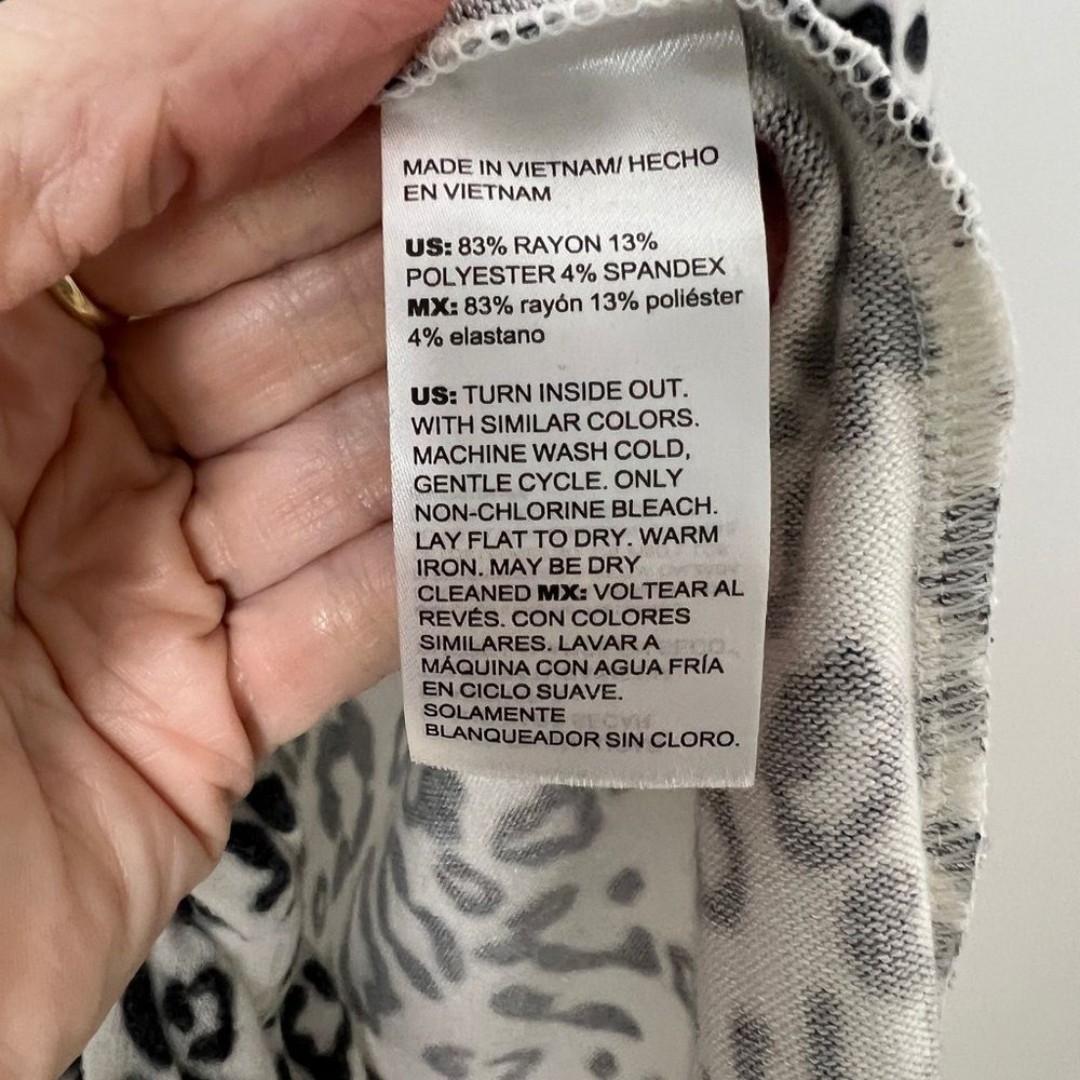 MADE IN VIETNAM/ HECHO
EN VIETNAM
US: 83% RAYON 13%
POLYESTER 4% SPANDEX
MX: 83% rayón 13% poliéster
4% elastano
US: TURN INSIDE OUT.
WITH SIMILAR COLORS.
MACHINE WASH COLD,
GENTLE CYCLE. ONLY
NON-CHLORINE BLEACH.
LAY FLAT TO DRY. WARM
IRON. MAY BE DRY
CLEANED MX: VOLTEAR AL
REVÉS. CON COLORES
SIMILARES. LAVAR A
MÁQUINA CON AGUA FRÍA
EN CICLO SUAVE.
SOLAMENTE
BLANQUEADOR SIN CLORO.